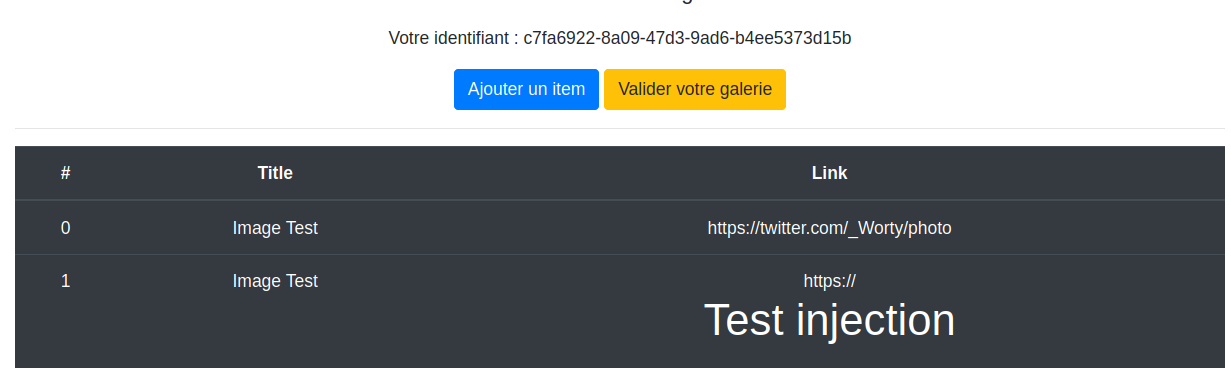 Votre identifiant : c7fa6922-8a09-47d3-9ad6-b4ee5373d15b
Ajouter un item Valider votre galerie
# Title Link
0 Image Test https://twitter.com/_Worty/photo
1 Image Test https://
Test injection